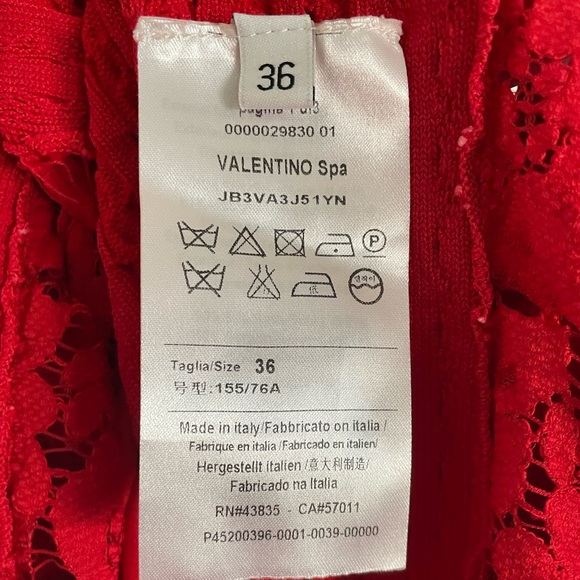 36
pagina 1 di3
0000029830 01
VALENTINO Spa
JB3VA3J51YN
P
低
Taglia/Size 36
号型:155/76A
Made in italy/Fabbricato on italia/
Fabrique en italia /Fabricado en italien/
Hergestellt italien /意大利制造/
Fabricado na Italia
RN#43835 - CA#57011
P45200396-0001-0039-00000